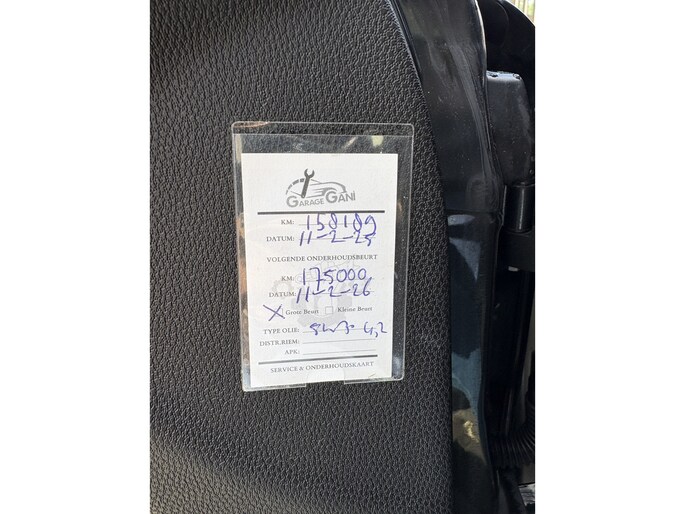 GARAGE GANI
KM: 158189
DATUM: 11-2-25
VOLGENDE ONDERHOUDSBEURT
KM: 175000
DATUM: 11-2-26
X Grote Beurt ☐ Kleine Beurt
TYPE OLIE: 5w30 4,2
DISTR.RIEM:
APK:
SERVICE & ONDERHOUDSKAART